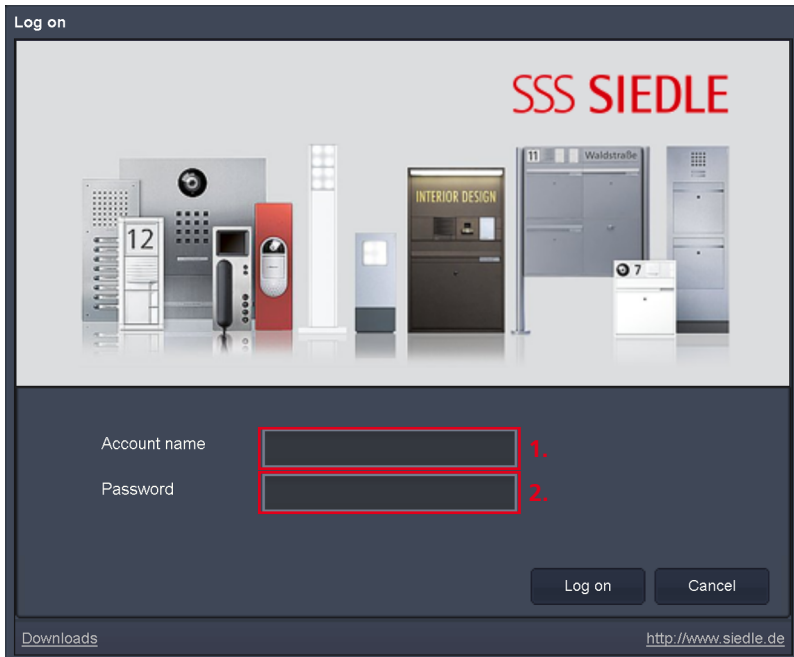 Log on
SSS SIEDLE
11 Waldstraße
INTERIOR DESIGN
12
7
Account name
1.
Password
2.
Log on
Cancel
Downloads
http://www.siedle.de